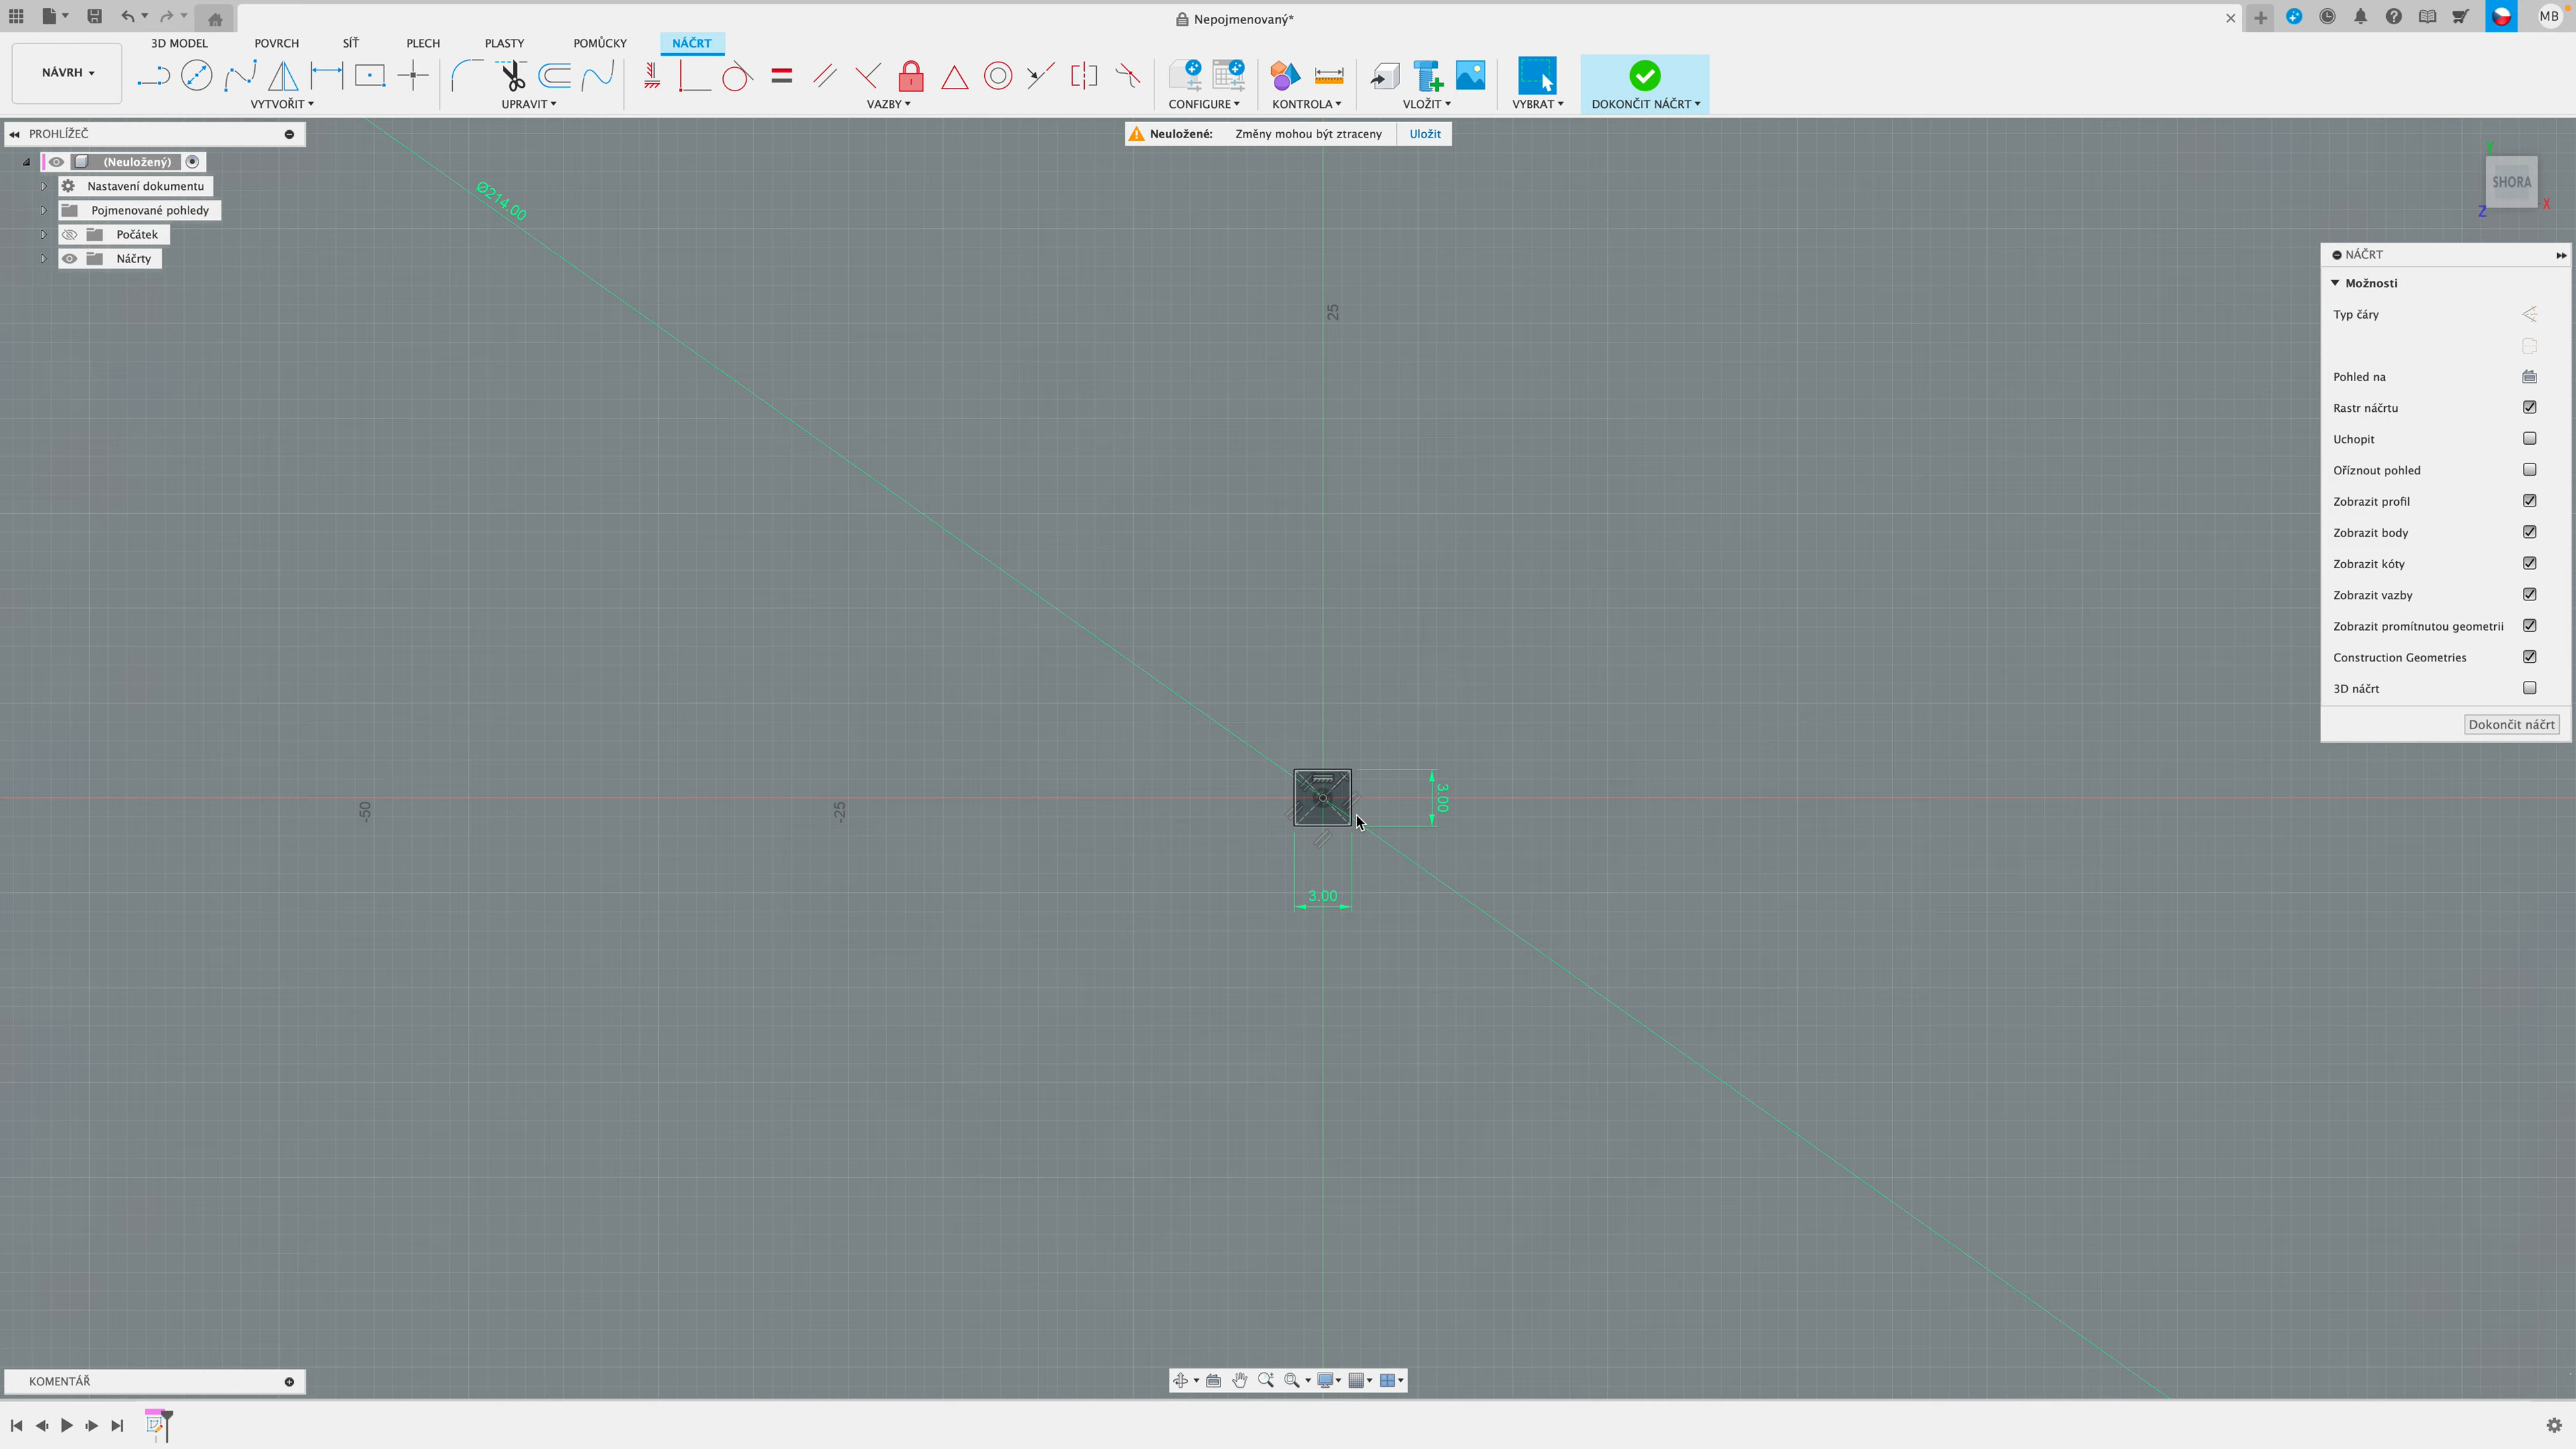 Nepojmenovaný*
MB
NÁVRH
3D MODEL
POVRCH
SÍŤ
PLECH
PLASTY
POMŮCKY
NÁČRT
VYTVOŘIT
UPRAVIT
VAZBY
CONFIGURE
KONTROLA
VLOŽIT
VYBRAT
DOKONČIT NÁČRT
PROHLÍŽEČ
Neuložené: Změny mohou být ztraceny Uložit
(Neuložený)
Nastavení dokumentu
Pojmenované pohledy
Počátek
Náčrty
Ø214.00
25
-50
-25
3.00
3.00
Y
SHORA
Z
X
NÁČRT
Možnosti
Typ čáry
Pohled na
Rastr náčrtu
Uchopit
Oříznout pohled
Zobrazit profil
Zobrazit body
Zobrazit kóty
Zobrazit vazby
Zobrazit promítnutou geometrii
Construction Geometries
3D náčrt
Dokončit náčrt
KOMENTÁŘ